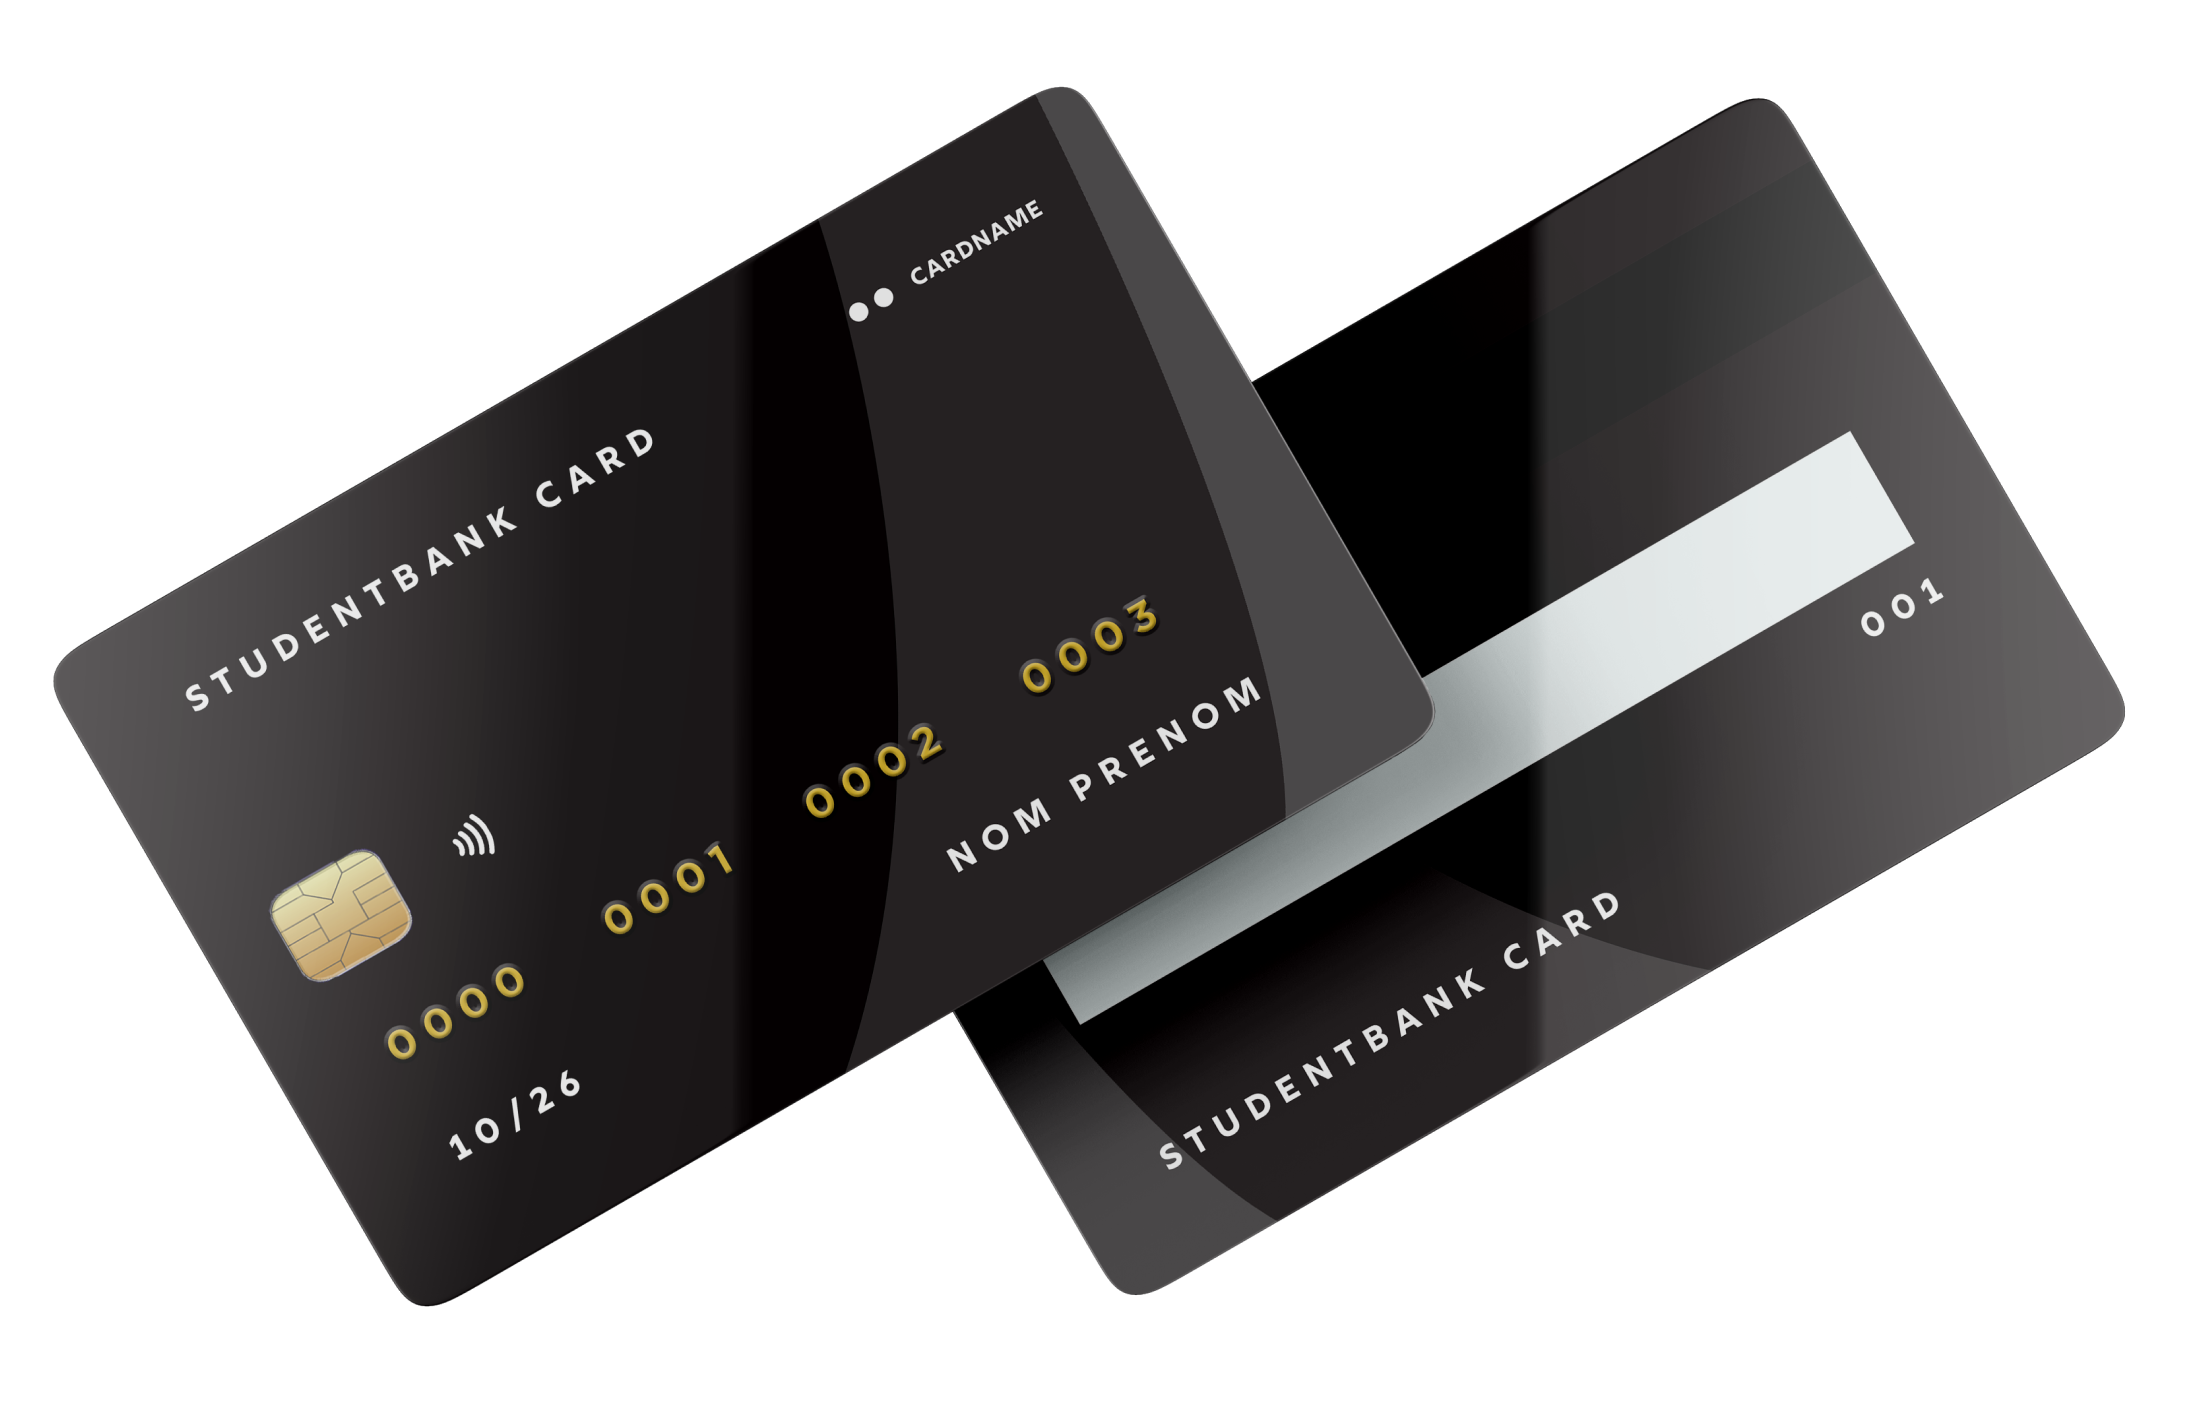 CARDNAME
STUDENTBANK CARD
0000 0001 0002 0003
10/26
NOM PRENOM
001
STUDENTBANK CARD